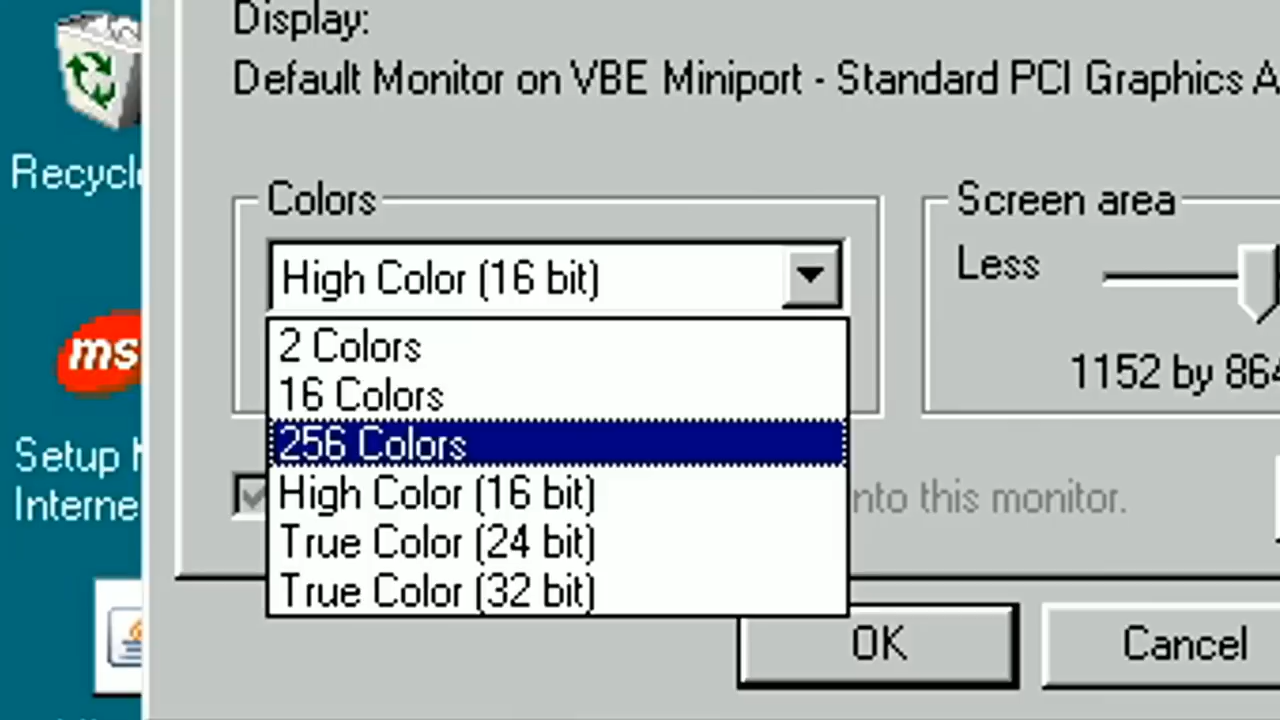 Display:
Default Monitor on VBE Miniport - Standard PCI Graphics A
Recycle
Colors
Screen area
High Color (16 bit)
Less
2 Colors
16 Colors
256 Colors
High Color (16 bit)
True Color (24 bit)
True Color (32 bit)
1152 by 864
ms
Setup M
Interne
nto this monitor.
OK
Cancel